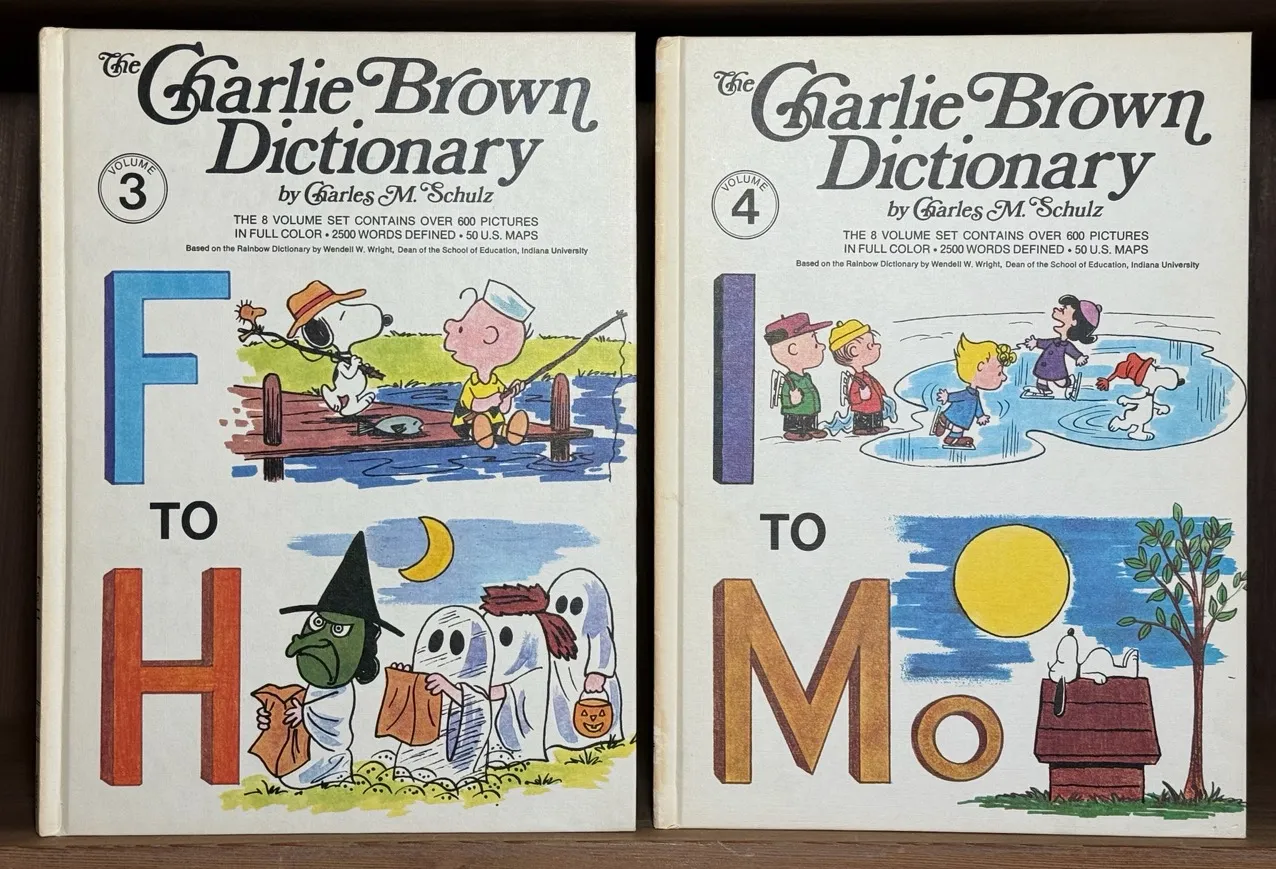 The Charlie Brown
Dictionary
VOLUME
3
by Charles M. Schulz
THE 8 VOLUME SET CONTAINS OVER 600 PICTURES
IN FULL COLOR • 2500 WORDS DEFINED • 50 U.S. MAPS
Based on the Rainbow Dictionary by Wendell W. Wright, Dean of the School of Education, Indiana University
F
TO
H
The Charlie Brown
Dictionary
VOLUME
4
by Charles M. Schulz
THE 8 VOLUME SET CONTAINS OVER 600 PICTURES
IN FULL COLOR • 2500 WORDS DEFINED • 50 U.S. MAPS
Based on the Rainbow Dictionary by Wendell W. Wright, Dean of the School of Education, Indiana University
I
TO
Mo